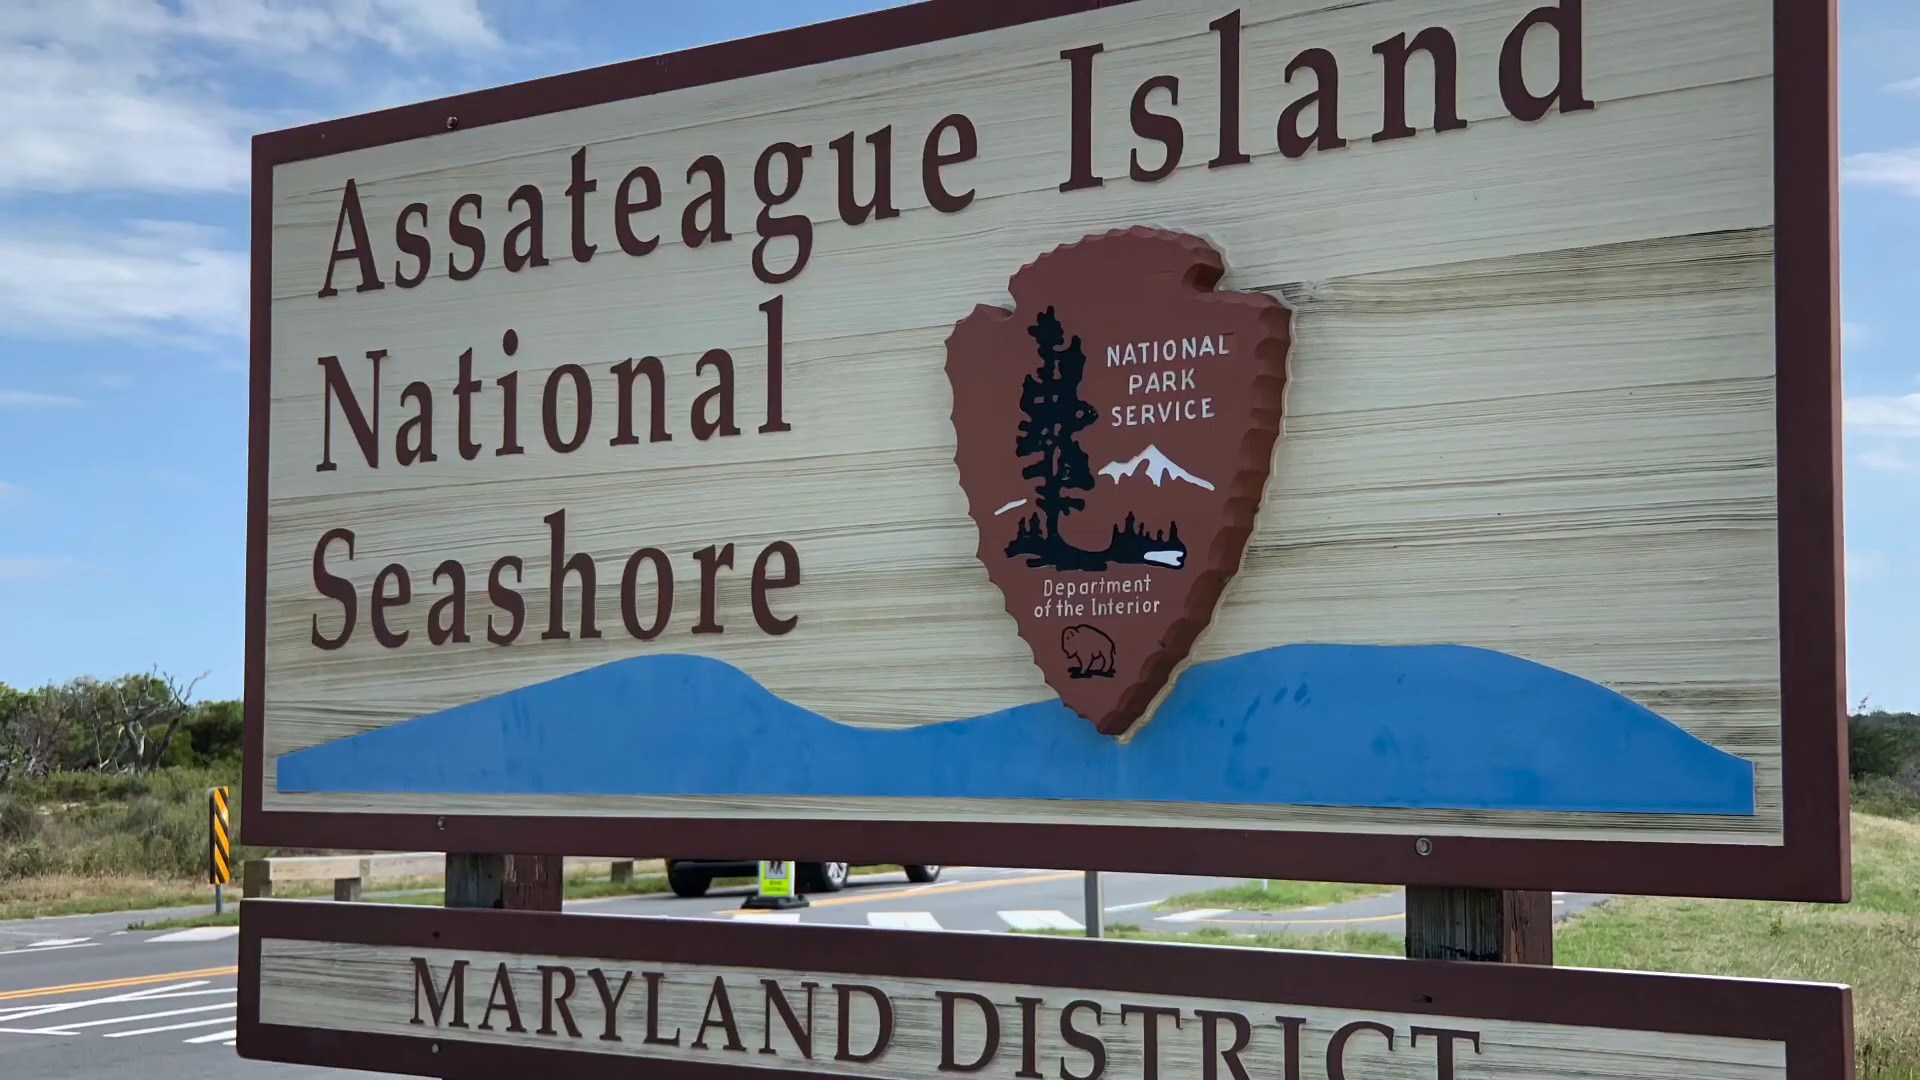 Assateague Island
National
Seashore
NATIONAL
PARK
SERVICE
Department
of the Interior
MARYLAND DISTRICT